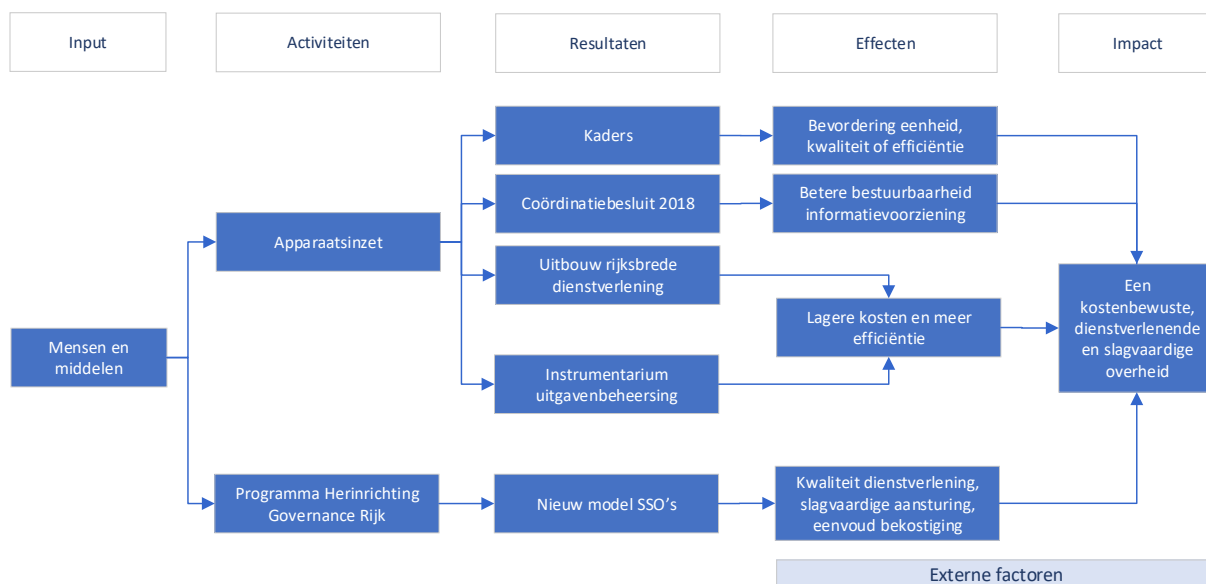 Input
Activiteiten
Resultaten
Effecten
Impact
Kaders
Bevordering eenheid,
kwaliteit of efficiëntie
Coördinatiebesluit 2018
Betere bestuurbaarheid
informatievoorziening
Apparaatsinzet
Uitbouw rijksbrede
dienstverlening
Lagere kosten en meer
efficiëntie
Een
kostenbewuste,
dienstverlenende
en slagvaardige
overheid
Mensen en
middelen
Instrumentarium
uitgavenbeheersing
Programma Herinrichting
Governance Rijk
Nieuw model SSO’s
Kwaliteit dienstverlening,
slagvaardige aansturing,
eenvoud bekostiging
Externe factoren